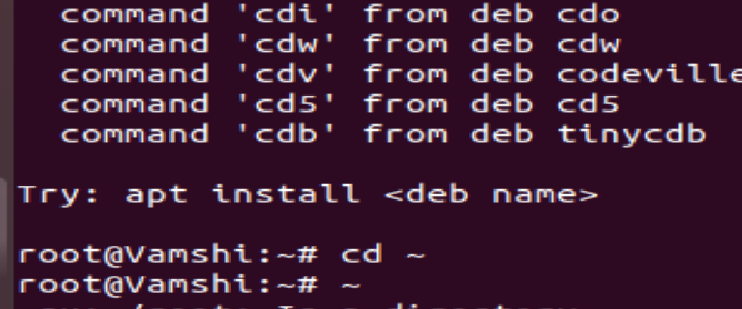 command 'cdi' from deb cdo
command 'cdw' from deb cdw
command 'cdv' from deb codeville
command 'cd5' from deb cd5
command 'cdb' from deb tinycdb
Try: apt install <deb name>
root@Vamshi:~# cd ~
root@Vamshi:~# ~